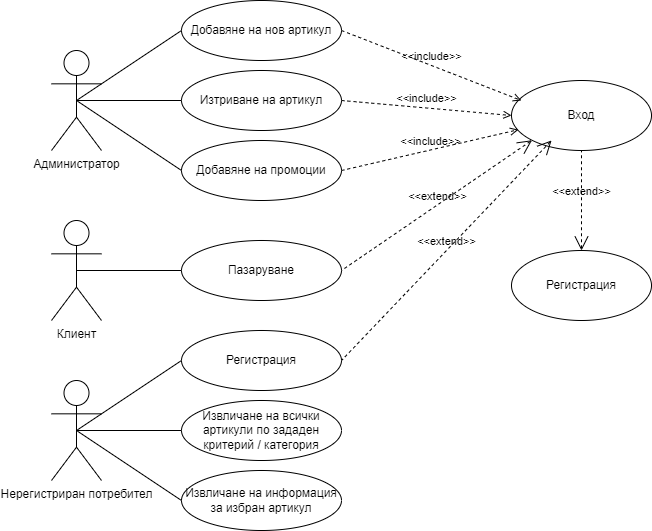 Добавяне на нов артикул
<<include>>
Изтриване на артикул
<<include>>
Вход
Администратор
Добавяне на промоции
<<include>>
<<extend>>
<<extend>>
<<extend>>
Пазаруване
Регистрация
Клиент
Регистрация
Извличане на всички
артикули по зададен
критерий / категория
Нерегистриран потребител
Извличане на информация
за избран артикул